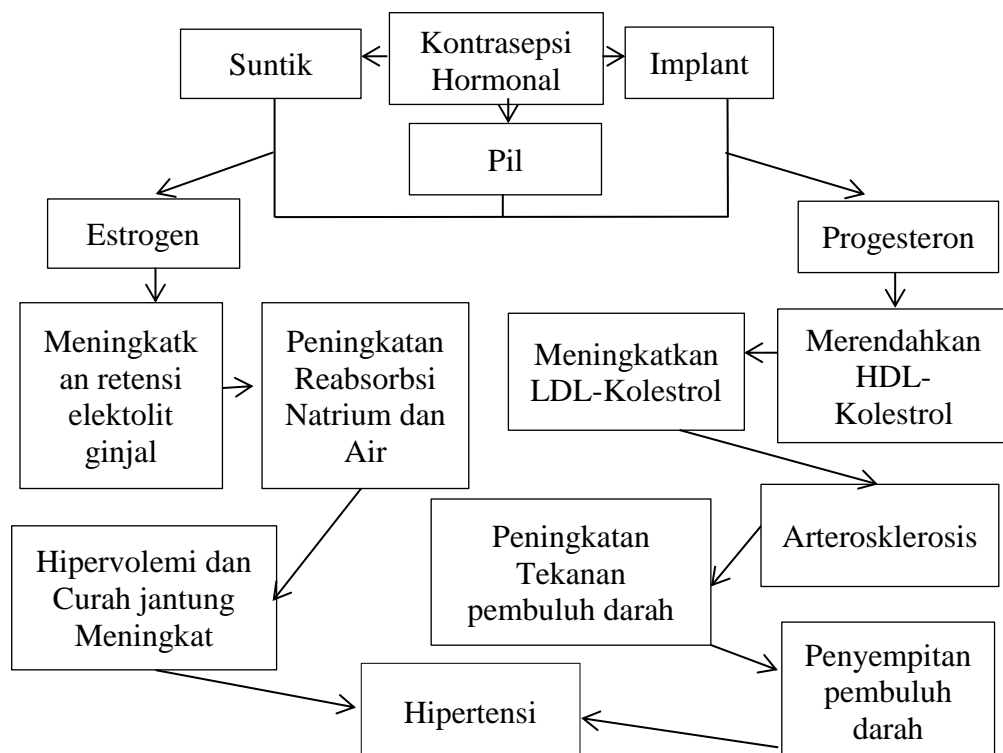 Kontrasepsi
Hormonal
Suntik
Implant
Pil
Estrogen
Progesteron
Meningkatk
an retensi
elektolit
ginjal
Peningkatan
Reabsorbsi
Natrium dan
Air
Meningkatkan
LDL-Kolestrol
Merendahkan
HDL-
Kolestrol
Hipervolemi dan
Curah jantung
Meningkat
Peningkatan
Tekanan
pembuluh darah
Arterosklerosis
Hipertensi
Penyempitan
pembuluh
darah